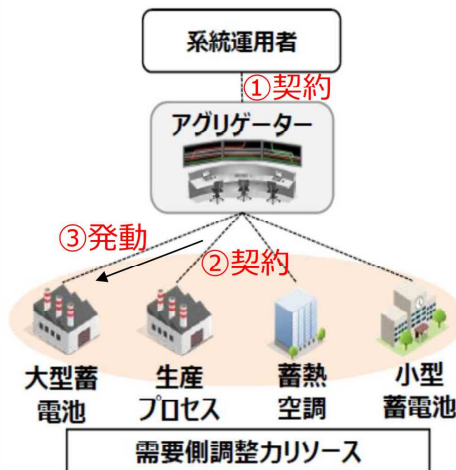 系統運用者
①契約
アグリゲーター
③発動
②契約
大型蓄
電池
生産
プロセス
蓄熱
空調
小型
蓄電池
需要側調整力リソース